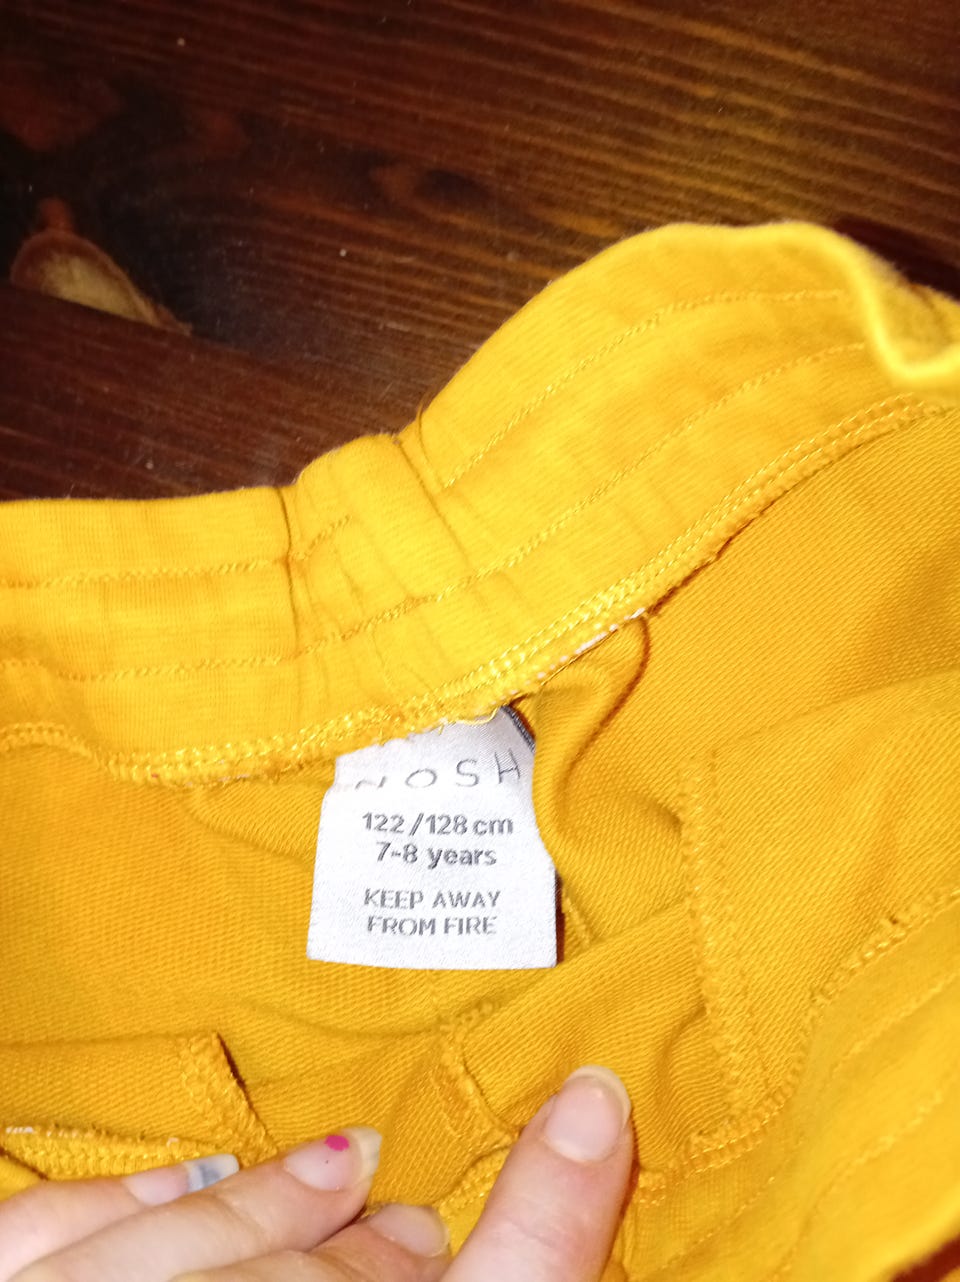 NOSH
122/128 cm
7-8 years
KEEP AWAY
FROM FIRE